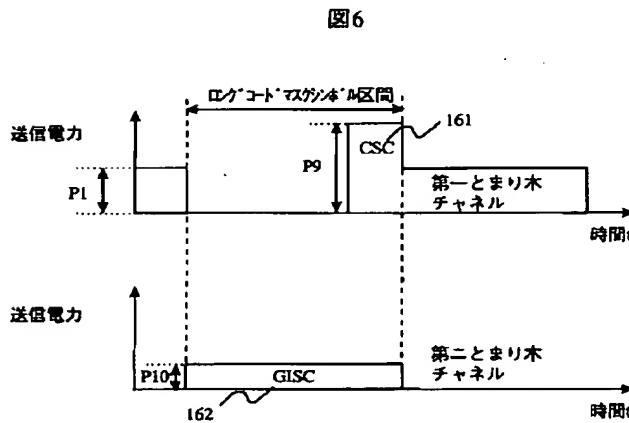 図6
ロングコードマスクシンボル区間
送信電力
161
CSC
P9
P1
第一とまり木
チャネル
時間
送信電力
第二とまり木
チャネル
P10
GISC
時間
162